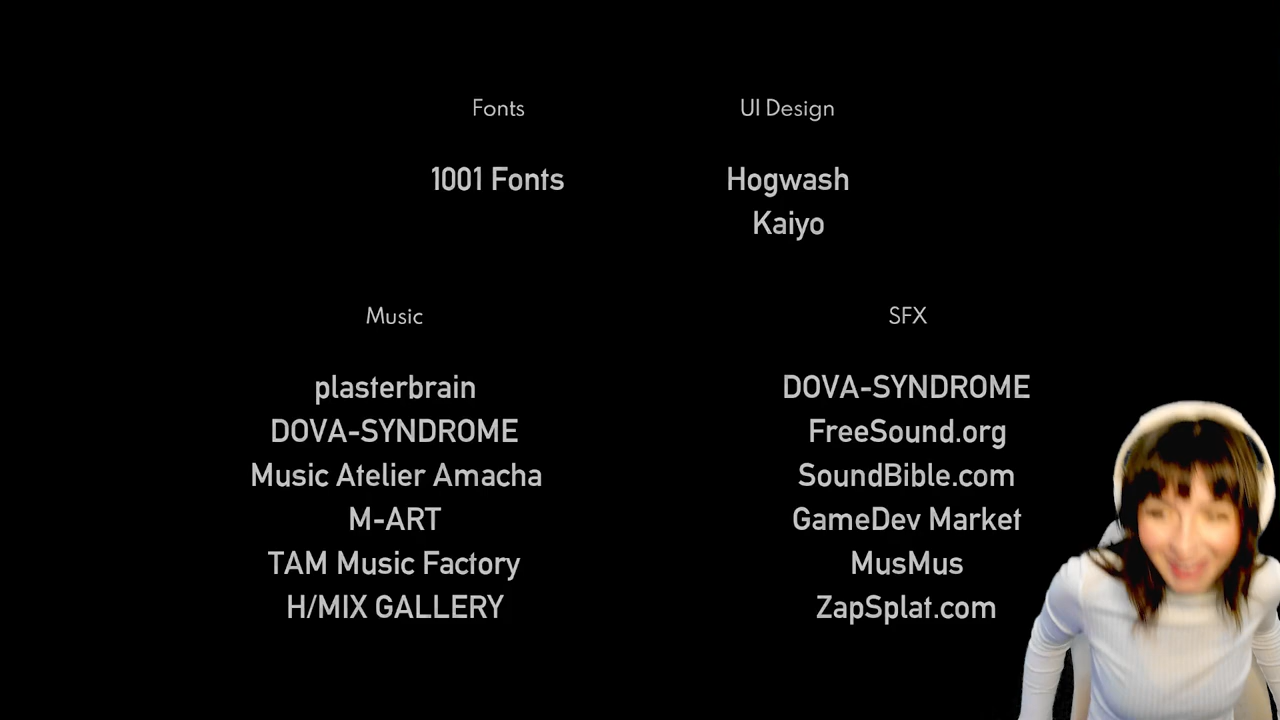 Fonts
1001 Fonts
UI Design
Hogwash
Kaiyo
Music
plasterbrain
DOVA-SYNDROME
Music Atelier Amacha
M-ART
TAM Music Factory
H/MIX GALLERY
SFX
DOVA-SYNDROME
FreeSound.org
SoundBible.com
GameDev Market
MusMus
ZapSplat.com